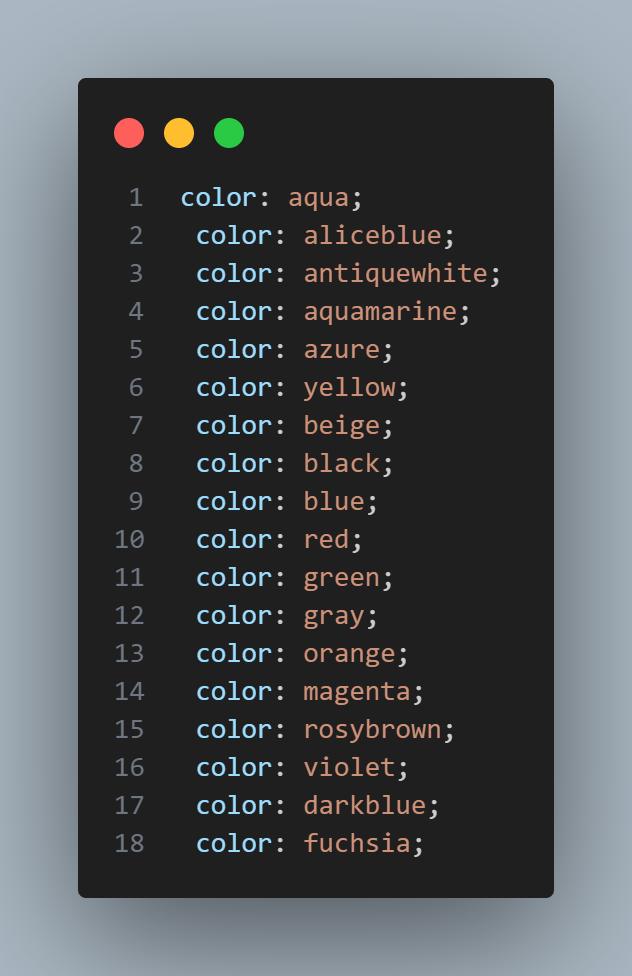 1 color: aqua;
2 color: aliceblue;
3 color: antiquewhite;
4 color: aquamarine;
5 color: azure;
6 color: yellow;
7 color: beige;
8 color: black;
9 color: blue;
10 color: red;
11 color: green;
12 color: gray;
13 color: orange;
14 color: magenta;
15 color: rosybrown;
16 color: violet;
17 color: darkblue;
18 color: fuchsia;